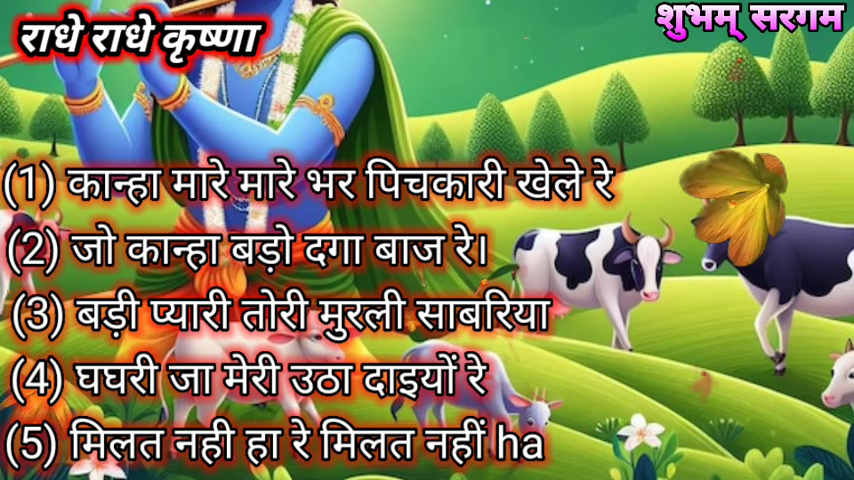 राधे राधे कृष्णा
शुभम् सरगम
(1) कान्हा मारे मारे भर पिचकारी खेले रे
(2) जो कान्हा बड़ो दगा बाज रे।
(3) बड़ी प्यारी तोरी मुरली साबरिया
(4) घघरी जा मेरी उठा दाइयों रे
(5) मिलत नही हा रे मिलत नहीं ha